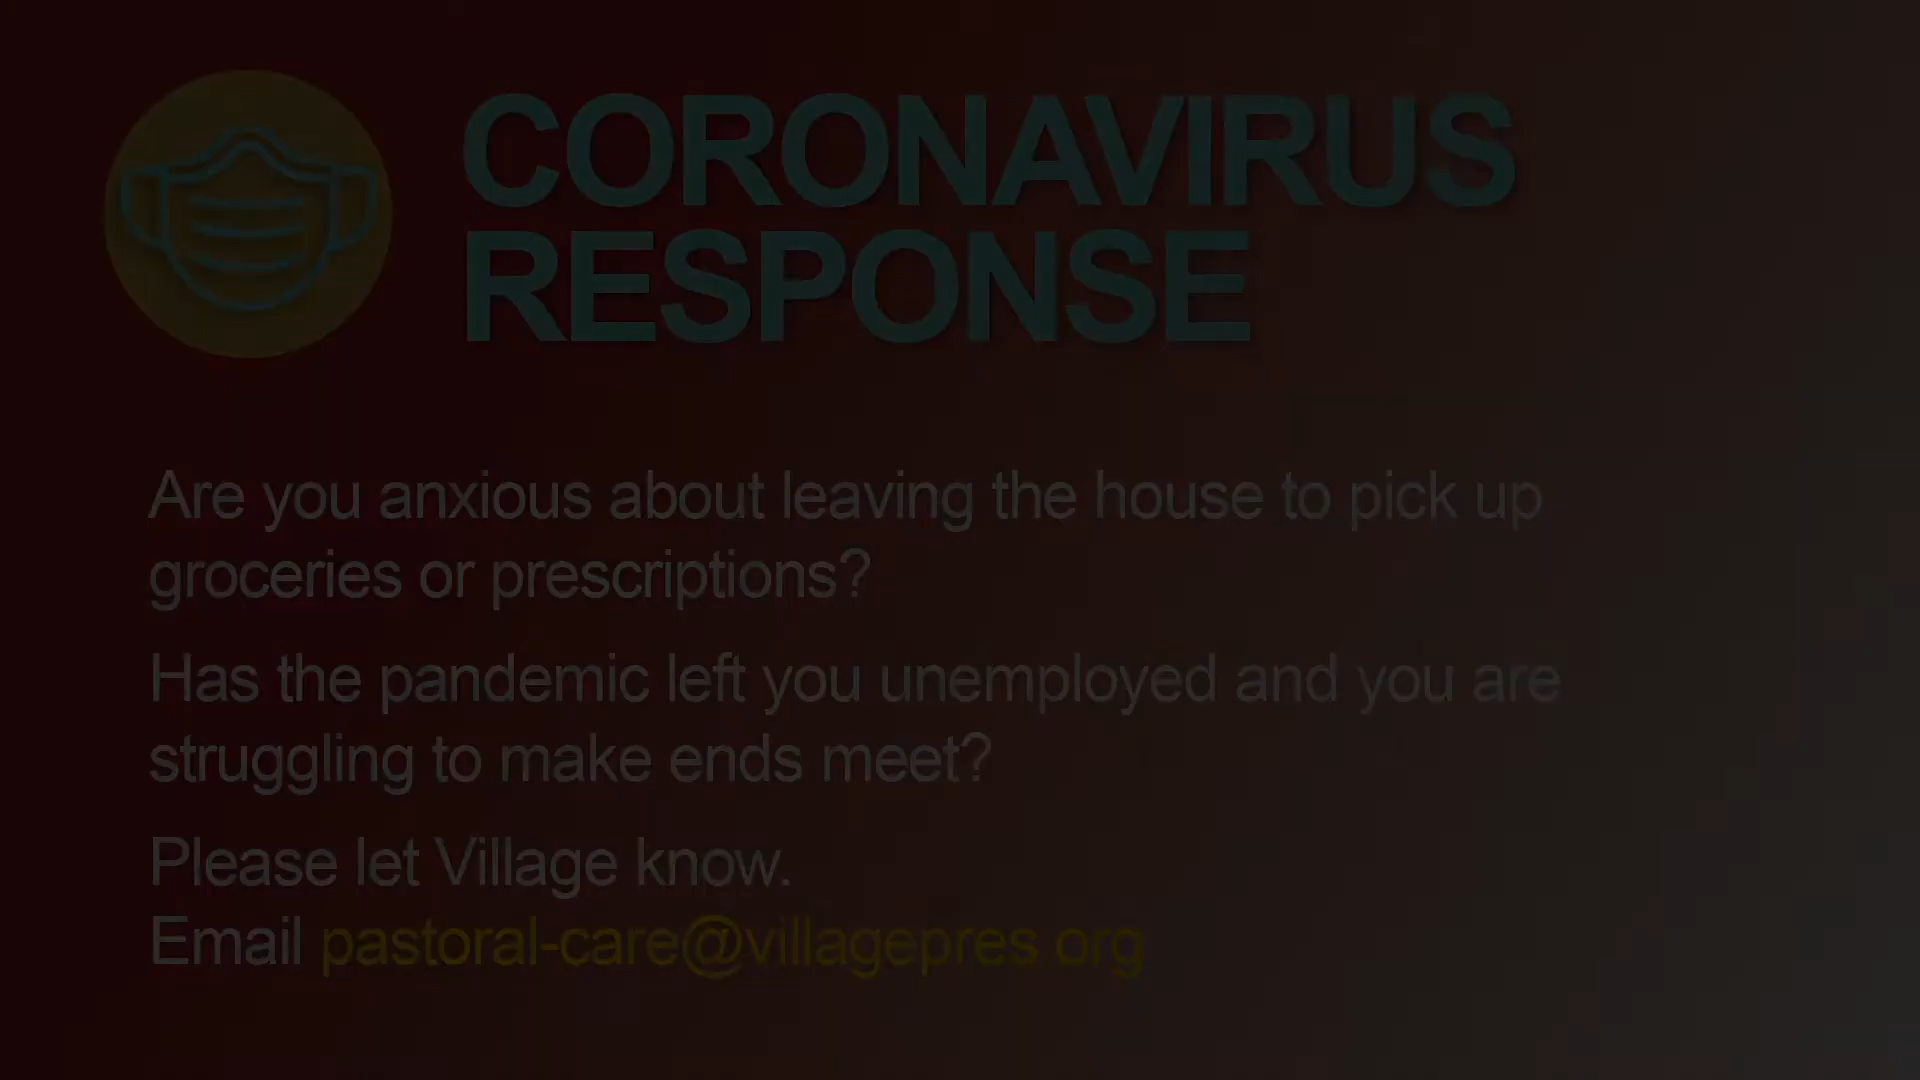 CORONAVIRUS
RESPONSE
Are you anxious about leaving the house to pick up
groceries or prescriptions?
Has the pandemic left you unemployed and you are
struggling to make ends meet?
Please let Village know.
Email pastoral-care@villagepres org